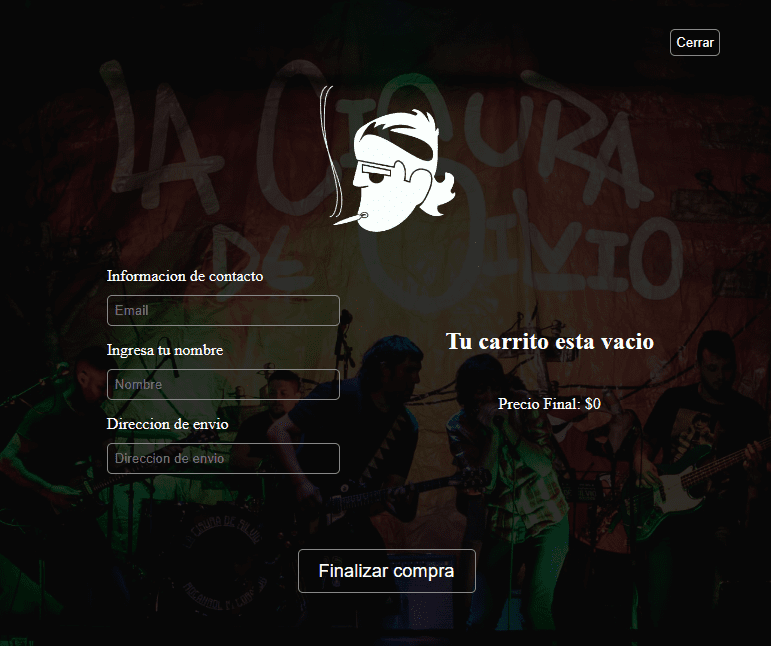 Cerrar
LA CIGURA
DE SILVIO
Informacion de contacto
Email
Ingresa tu nombre
Nombre
Direccion de envio
Direccion de envio
Tu carrito esta vacio
Precio Final: $0
Finalizar compra